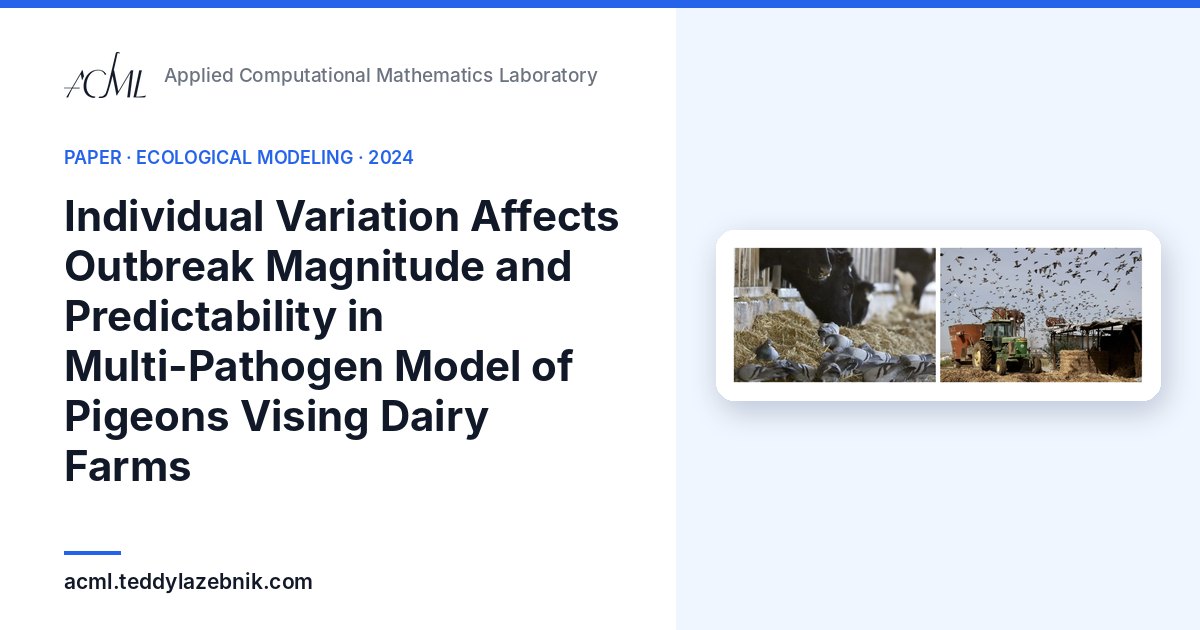 ACML
Applied Computational Mathematics Laboratory
PAPER · ECOLOGICAL MODELING · 2024
Individual Variation Affects
Outbreak Magnitude and
Predictability in
Multi-Pathogen Model of
Pigeons Vising Dairy
Farms
acml.teddylazebnik.com